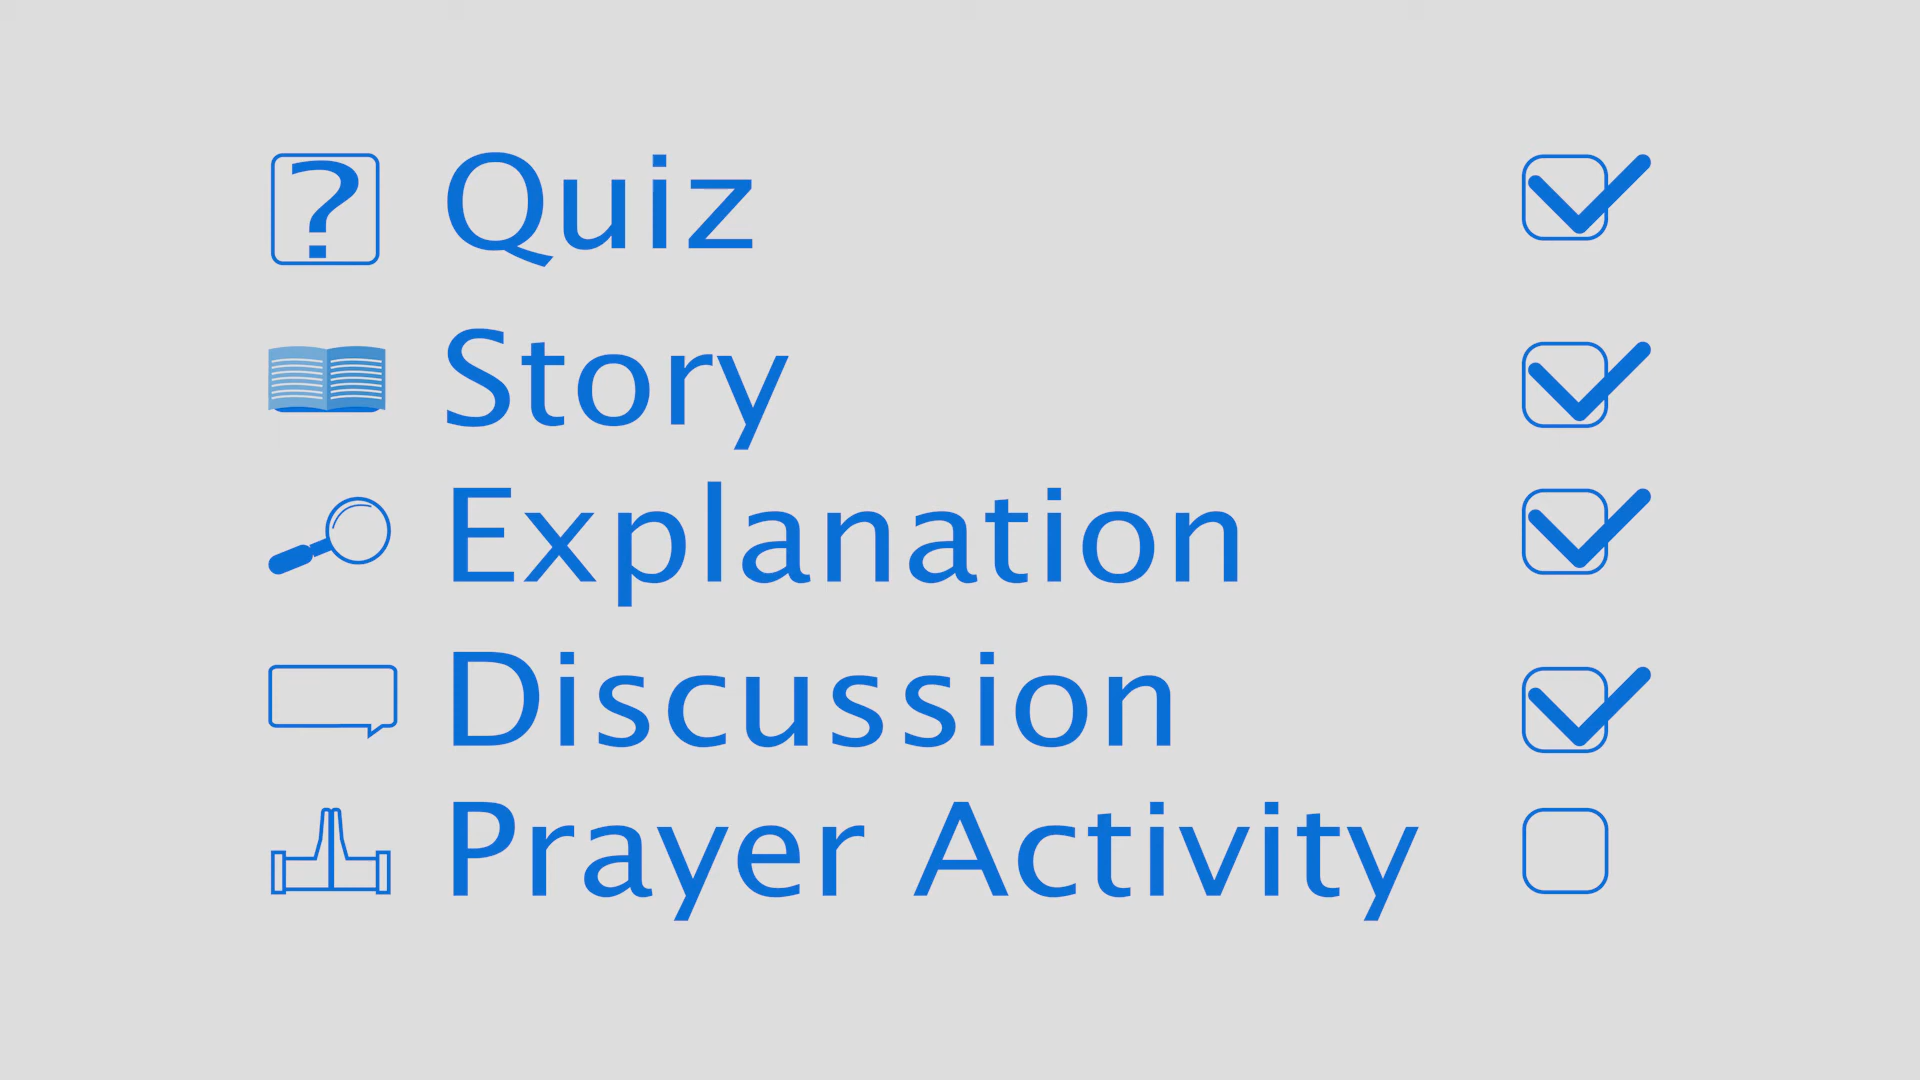 ? Quiz
Story
Explanation
Discussion
Prayer Activity